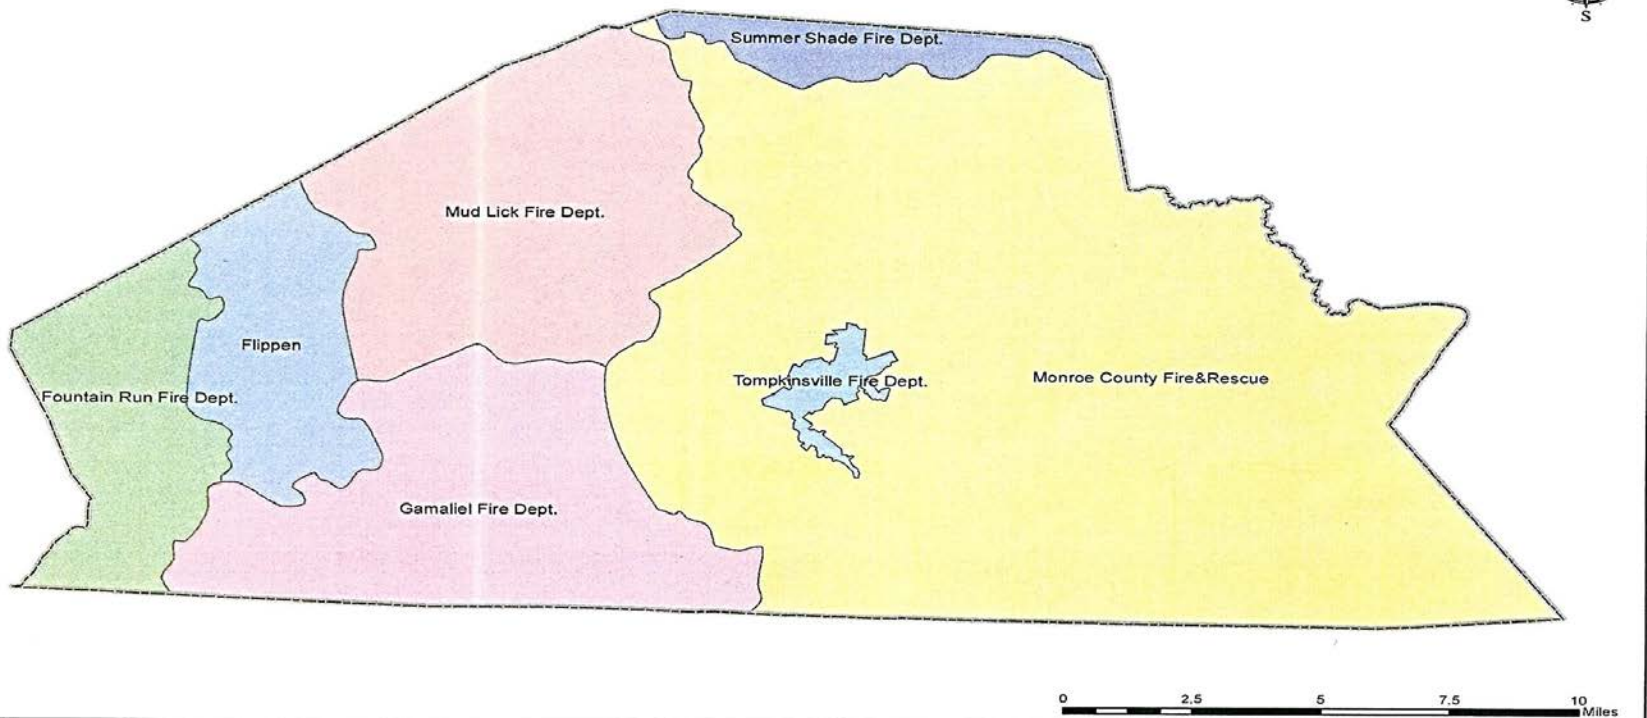 S
Summer Shade Fire Dept.
Mud Lick Fire Dept.
Flippen
Fountain Run Fire Dept.
Tompkinsville Fire Dept.
Monroe County Fire&Rescue
Gamaliel Fire Dept.
0 2.5 5 7.5 10
Miles